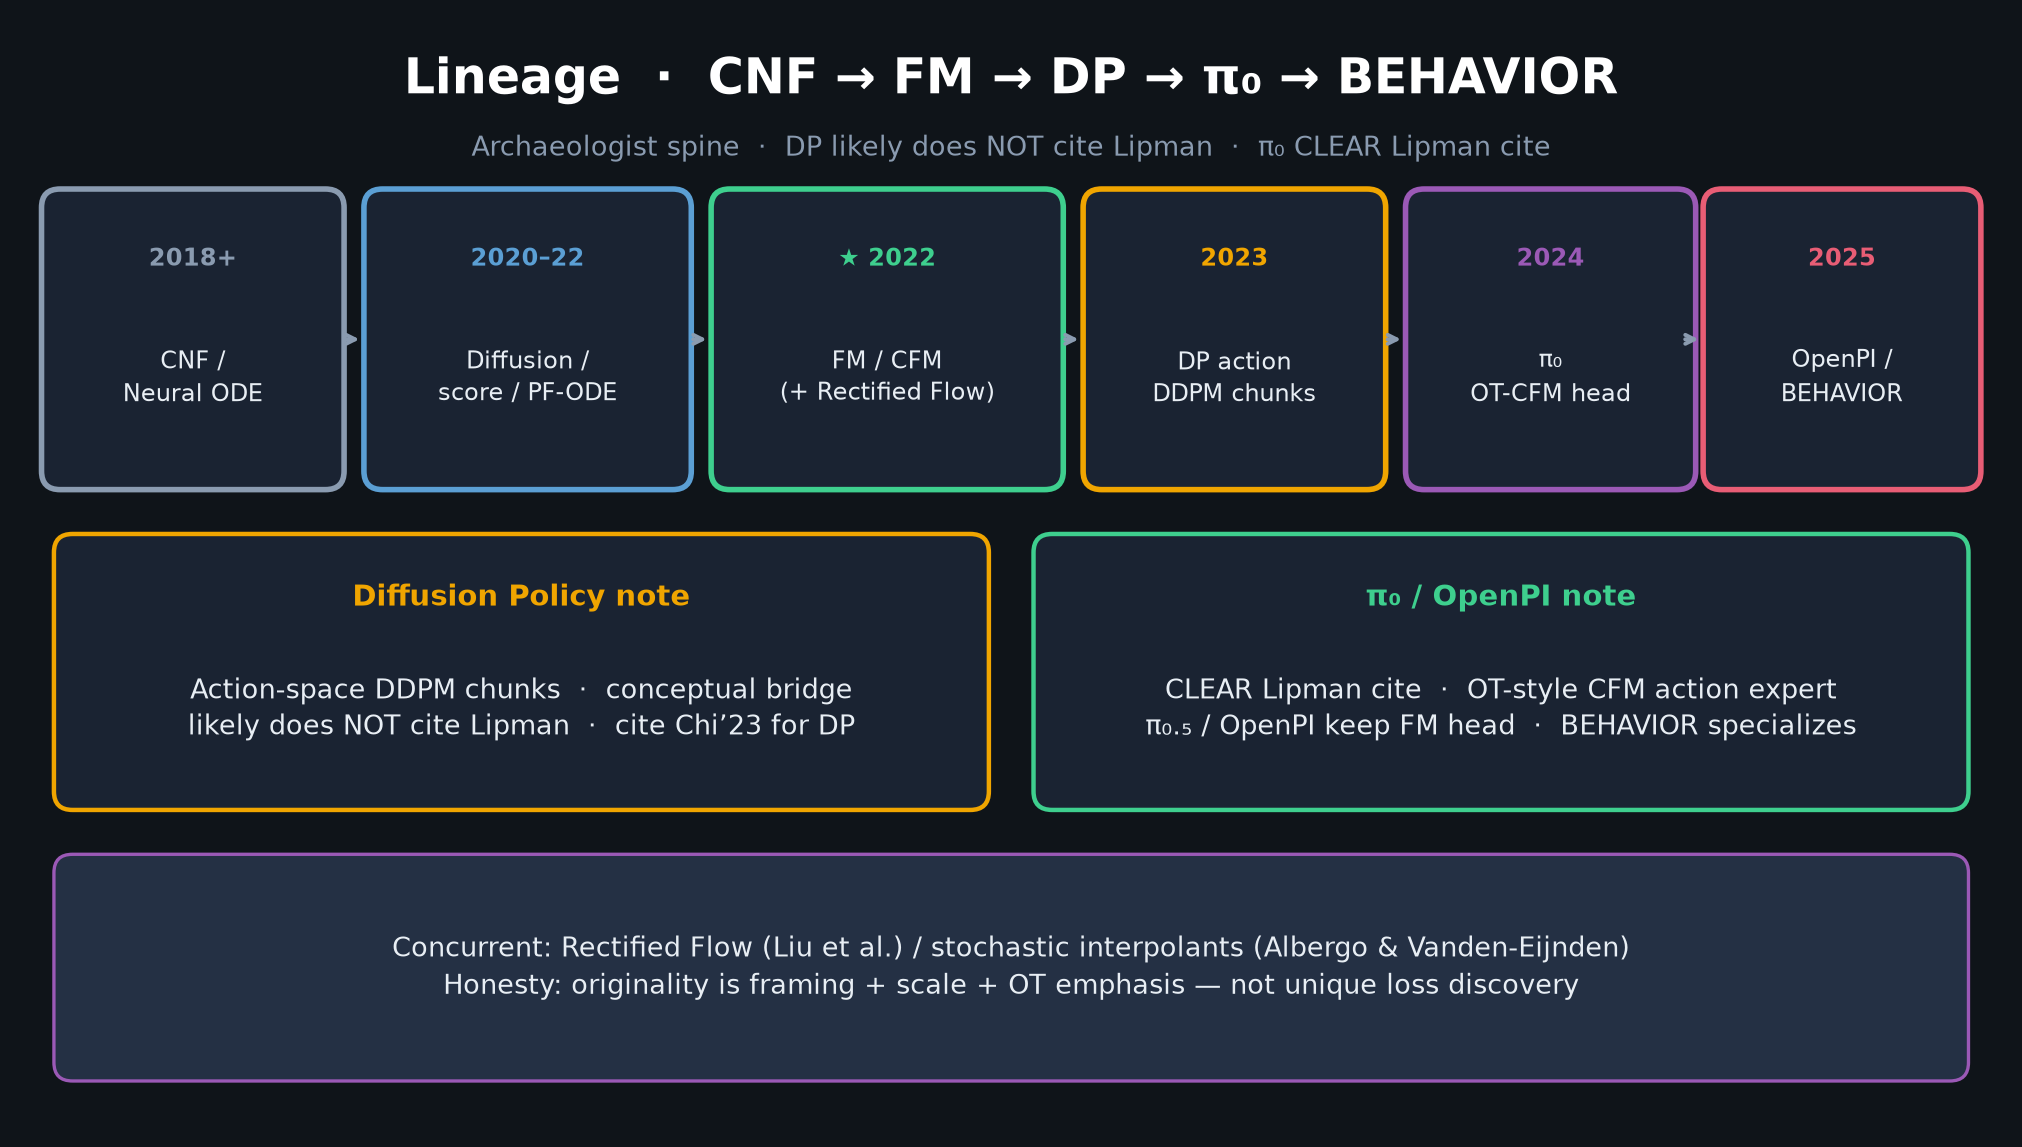 Lineage · CNF → FM → DP → π₀ → BEHAVIOR
Archaeologist spine · DP likely does NOT cite Lipman · π₀ CLEAR Lipman cite
2018+
CNF /
Neural ODE
2020–22
Diffusion /
score / PF-ODE
★ 2022
FM / CFM
(+ Rectified Flow)
2023
DP action
DDPM chunks
2024
π₀
OT-CFM head
2025
OpenPI /
BEHAVIOR
Diffusion Policy note
Action-space DDPM chunks · conceptual bridge
likely does NOT cite Lipman · cite Chi’23 for DP
π₀ / OpenPI note
CLEAR Lipman cite · OT-style CFM action expert
π₀.₅ / OpenPI keep FM head · BEHAVIOR specializes
Concurrent: Rectified Flow (Liu et al.) / stochastic interpolants (Albergo & Vanden-Eijnden)
Honesty: originality is framing + scale + OT emphasis — not unique loss discovery